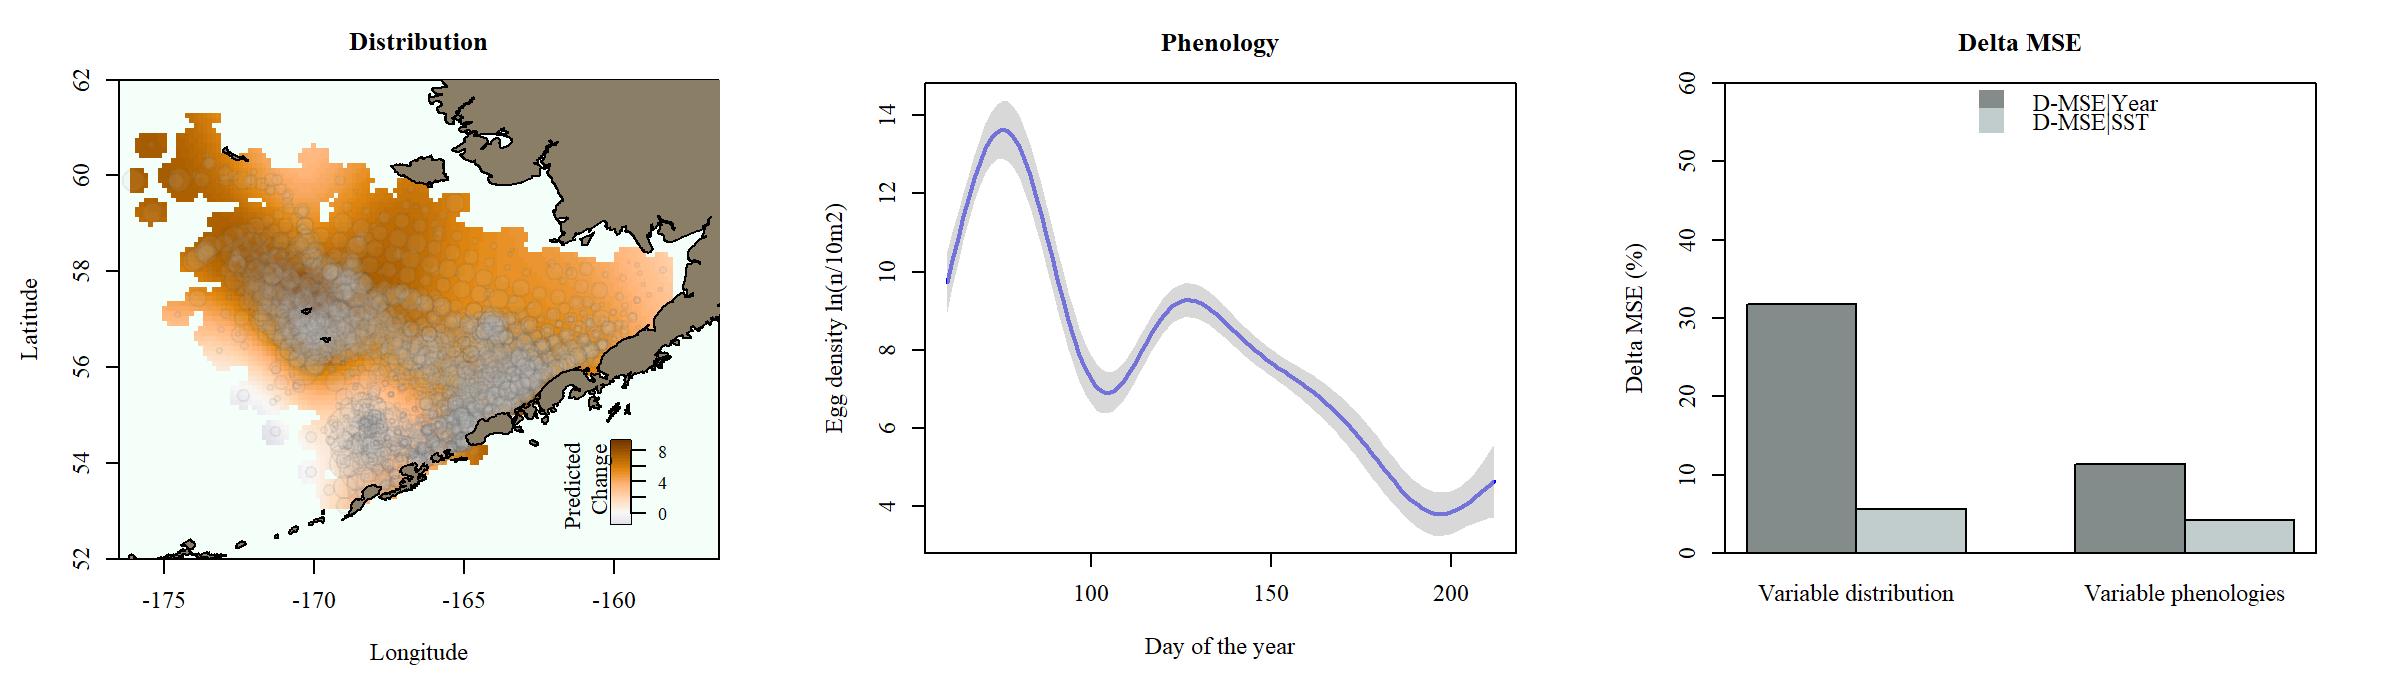 Distribution
Latitude
62
60
58
56
54
52
-175
-170
-165
-160
Longitude
Predicted
Change
8
4
0
Phenology
Egg density ln(n/10m2)
14
12
10
8
6
4
100
150
200
Day of the year
Delta MSE
Delta MSE (%)
60
50
40
30
20
10
0
D-MSE|Year
D-MSE|SST
Variable distribution
Variable phenologies